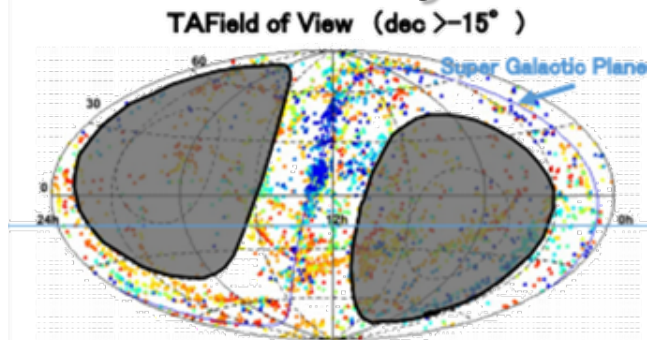 TAField of View （dec >-15°）
Super Galactic Plane
60
30
0
24h 12h 0h